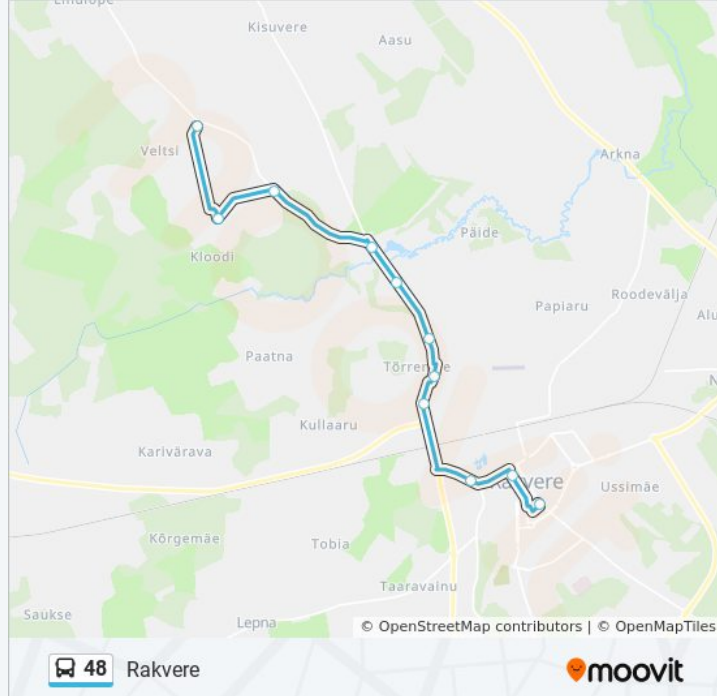 Kisuvere
Aasu
Veltsi
Arkna
Päide
Kloodi
Roodevälja
Papiaru
Paatna
Kullaaru
Karivärava
Ussimäe
Kõrgemäe
Tobia
Taaravainu
Saukse
Lepna
© OpenStreetMap contributors | © OpenMapTiles
48 Rakvere
moovit